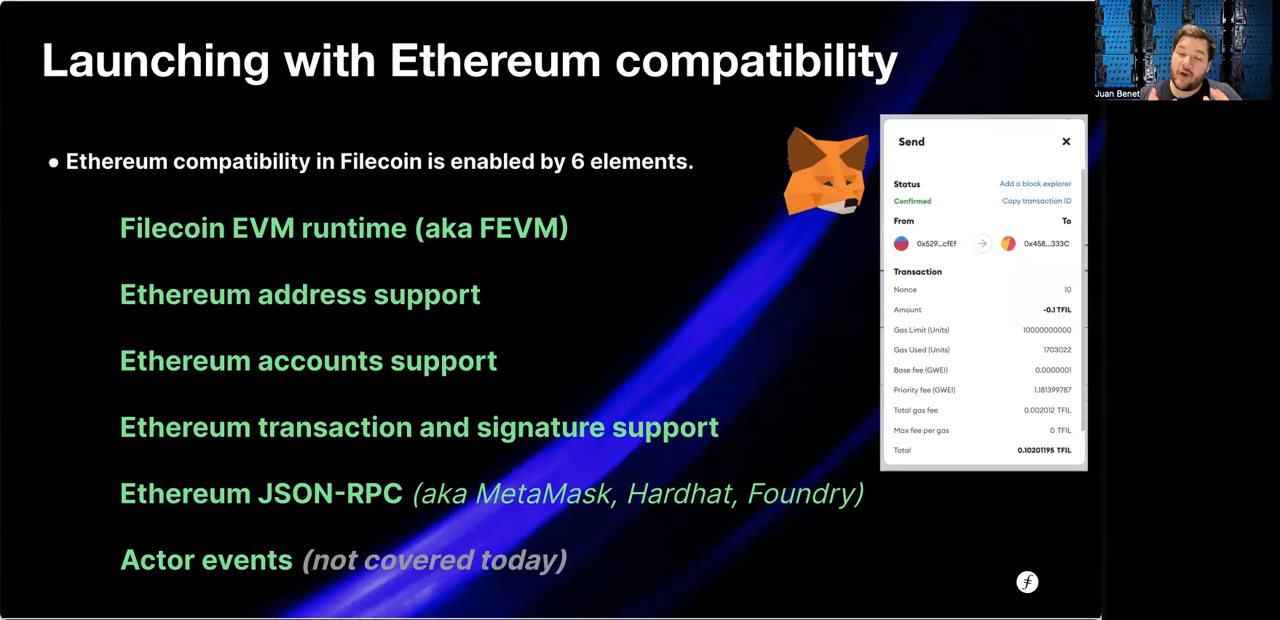 Launching with Ethereum compatibility
Juan Benet
• Ethereum compatibility in Filecoin is enabled by 6 elements.
Filecoin EVM runtime (aka FEVM)
Ethereum address support
Ethereum accounts support
Ethereum transaction and signature support
Ethereum JSON-RPC (aka MetaMask, Hardhat, Foundry)
Actor events (not covered today)
Send ×
Status Add a block explorer
Confirmed Copy transaction ID
From To
0x529...cfEf 0x458...333C
Transaction
Nonce 10
Amount -0.1 TFIL
Gas Limit (Units) 10000000000
Gas Used (Units) 1703022
Base fee (GWEI) 0.0000001
Priority fee (GWEI) 1.181399787
Total gas fee 0.002012 TFIL
Max fee per gas 0 TFIL
Total 0.10201195 TFIL